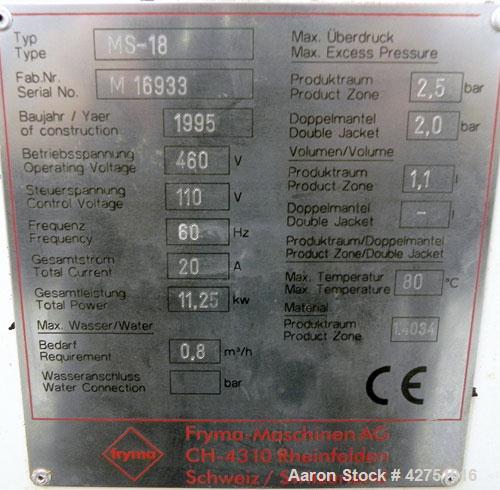 Typ
Type MS-18
Fab.Nr.
Serial No. M 16933
Baujahr / Yaer
of construction 1995
Betriebsspannung
Operating Voltage 460 V
Steuerspannung
Control Voltage 110 V
Frequenz
Frequency 60 Hz
Gesamtstrom
Total Current 20 A
Gesamtleistung
Total Power 11,25 kw
Max. Wasser/Water
Bedarf
Requirement 0,8 m³/h
Wasseranschluss
Water Connection bar
Max. Überdruck
Max. Excess Pressure
Produktraum
Product Zone 2,5 bar
Doppelmantel
Double Jacket 2,0 bar
Volumen/Volume
Produktraum
Product Zone 1,1 l
Doppelmantel
Double Jacket - l
Produktraum/Doppelmantel
Product Zone/Double Jacket
Max. Temperatur
Max. Temperature 80 °C
Material
Produktraum
Product Zone 1.4034
CE
fryma
Fryma-Maschinen AG
CH-4310 Rheinfelden
Schweiz /
Aaron Stock #